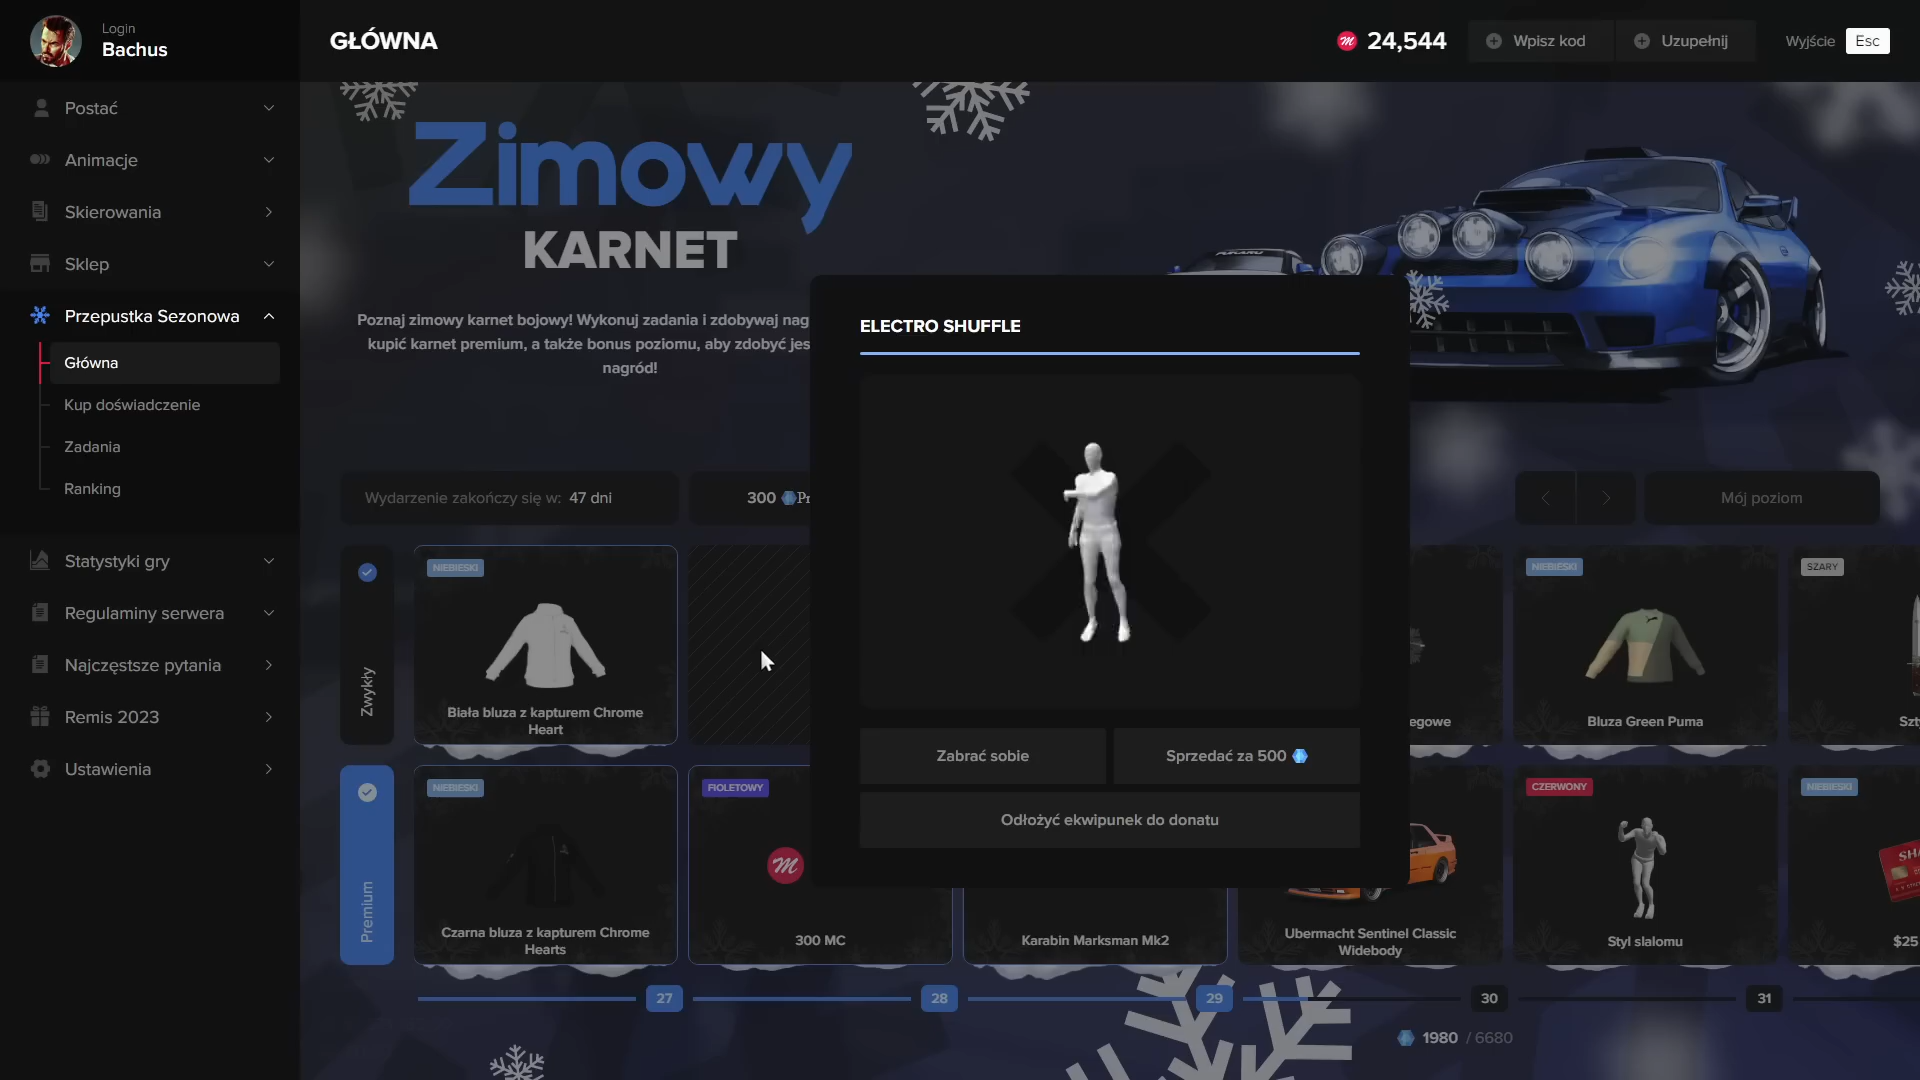 Login
Bachus
GŁÓWNA
24,544
Wpisz kod
Uzupełnij
Wyjście
Esc
Postać
Animacje
Skierowania
Sklep
Przepustka Sezonowa
Główna
Kup doświadczenie
Zadania
Ranking
Statystyki gry
Regulaminy serwera
Najczęstsze pytania
Remis 2023
Ustawienia
Zimowy
KARNET
Poznaj zimowy karnet bojowy! Wykonuj zadania i zdobywaj nag
kupić karnet premium, a także bonus poziomu, aby zdobyć jes
nagród!
Wydarzenie zakończy się w: 47 dni
300 Pr
Mój poziom
ELECTRO SHUFFLE
Zabrać sobie
Sprzedać za 500
Odłożyć ekwipunek do donatu
Zwykły
NIEBIESKI
Biała bluza z kapturem Chrome
Heart
egowe
NIEBIESKI
Bluza Green Puma
SZARY
Szt
Premium
NIEBIESKI
Czarna bluza z kapturem Chrome
Hearts
FIOLETOWY
300 MC
Karabin Marksman Mk2
Ubermacht Sentinel Classic
Widebody
CZERWONY
Styl slalomu
NIEBIESKI
SHA
$25
27
28
29
30
31
1980 / 6680